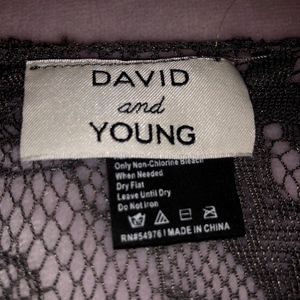 DAVID
and
YOUNG
Only Non-Chlorine Bleach
When Needed
Dry Flat
Leave Until Dry
Do Not Iron
RN#54976 I MADE IN CHINA